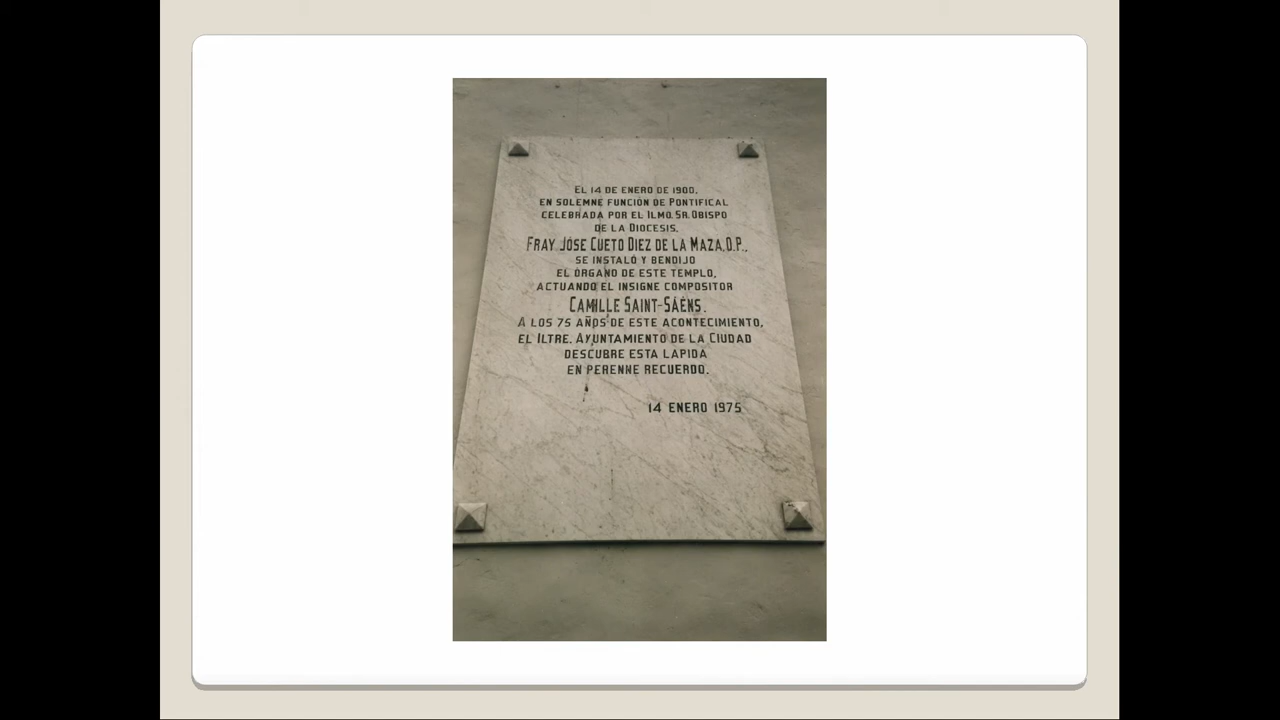 EL 14 DE ENERO DE 1900,
EN SOLEMNE FUNCIÓN DE PONTIFICAL
CELEBRADA POR EL ILMO. SR. OBISPO
DE LA DIOCESIS,
FRAY JÓSE CUETO DIEZ DE LA MAZA, O.P.,
SE INSTALÓ Y BENDIJO
EL ÓRGANO DE ESTE TEMPLO,
ACTUANDO EL INSIGNE COMPOSITOR
CAMILLE SAINT-SÁËNS.
A LOS 75 AÑOS DE ESTE ACONTECIMIENTO,
EL ILTRE. AYUNTAMIENTO DE LA CIUDAD
DESCUBRE ESTA LAPIDA
EN PERENNE RECUERDO.
14 ENERO 1975